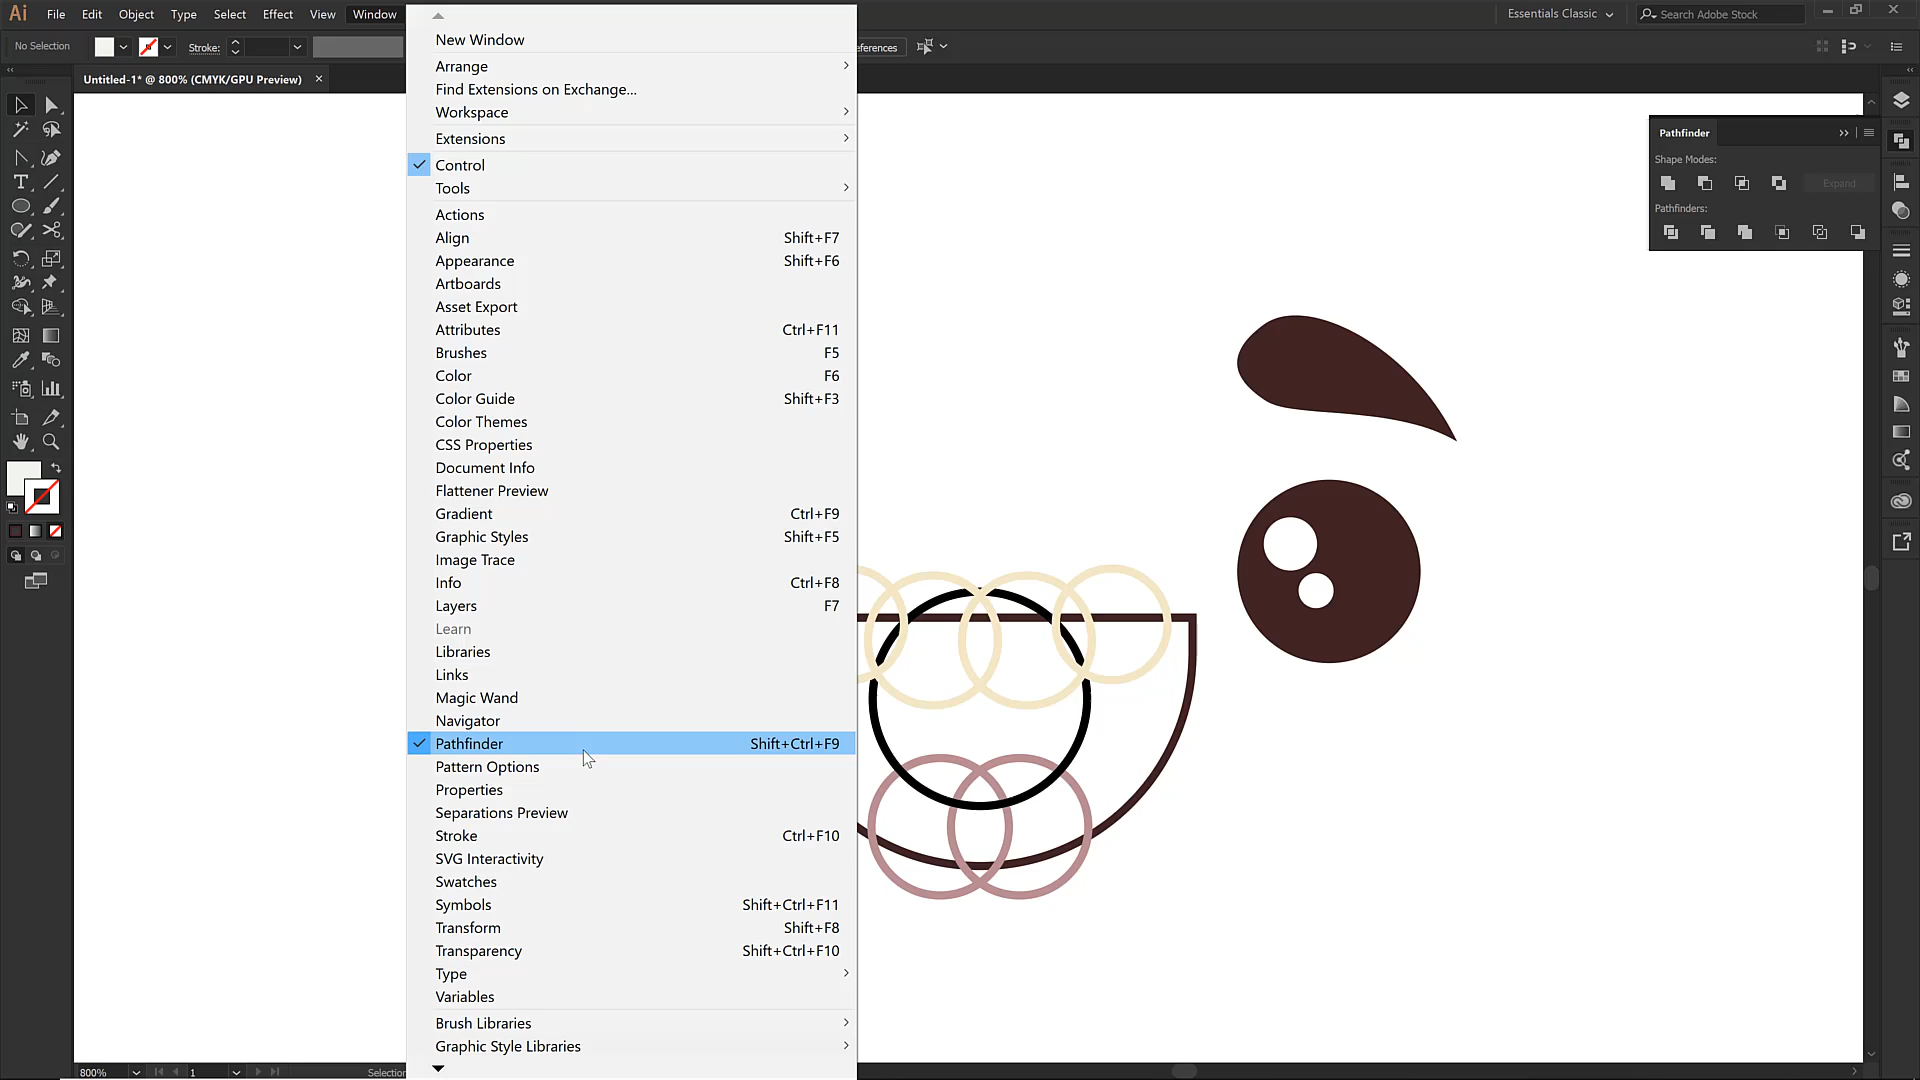 Ai File Edit Object Type Select Effect View Window
Essentials Classic Search Adobe Stock
No Selection Stroke:
Untitled-1* @ 800% (CMYK/GPU Preview)
New Window
Arrange
Find Extensions on Exchange...
Workspace
Extensions
Control
Tools
Actions
Align Shift+F7
Appearance Shift+F6
Artboards
Asset Export
Attributes Ctrl+F11
Brushes F5
Color F6
Color Guide Shift+F3
Color Themes
CSS Properties
Document Info
Flattener Preview
Gradient Ctrl+F9
Graphic Styles Shift+F5
Image Trace
Info Ctrl+F8
Layers F7
Learn
Libraries
Links
Magic Wand
Navigator
Pathfinder Shift+Ctrl+F9
Pattern Options
Properties
Separations Preview
Stroke Ctrl+F10
SVG Interactivity
Swatches
Symbols Shift+Ctrl+F11
Transform Shift+F8
Transparency Shift+Ctrl+F10
Type
Variables
Brush Libraries
Graphic Style Libraries
Pathfinder
Shape Modes:
Expand
Pathfinders:
800% 1 Selection